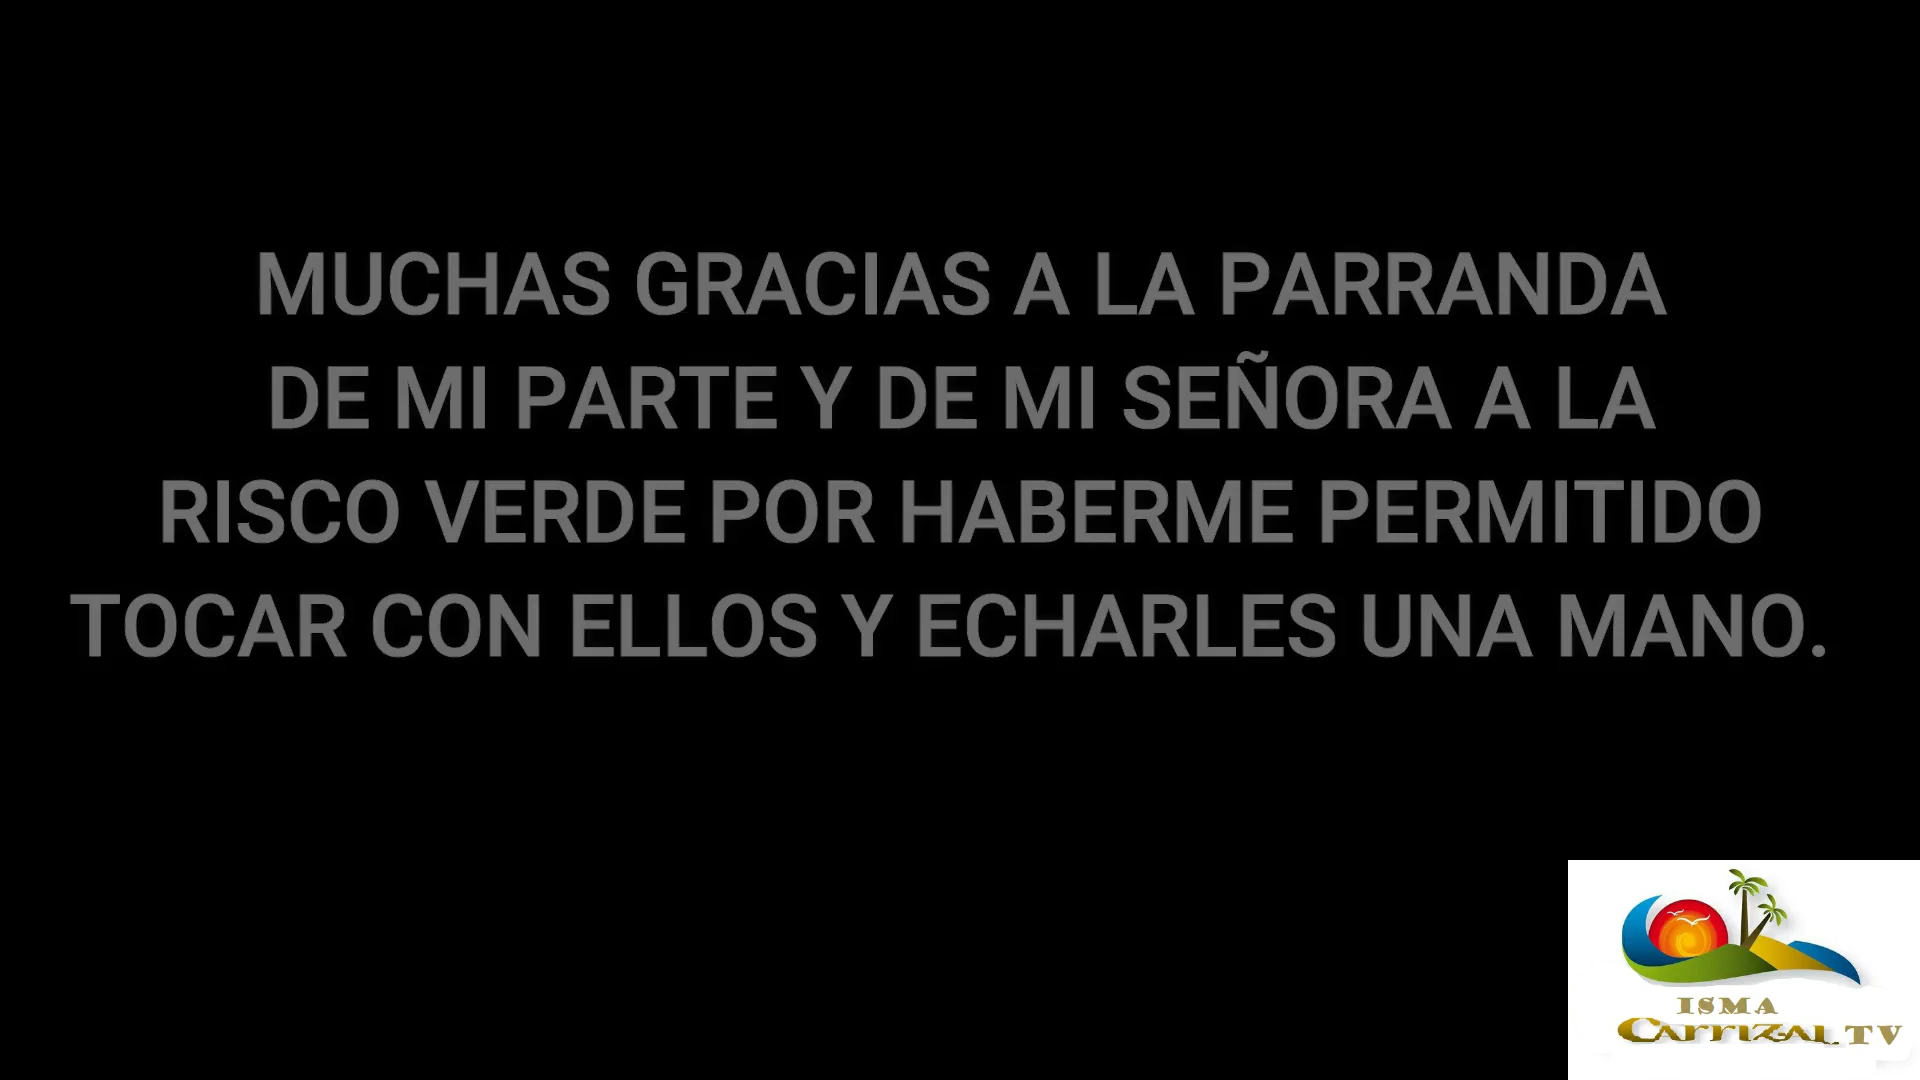 MUCHAS GRACIAS A LA PARRANDA
DE MI PARTE Y DE MI SEÑORA A LA
RISCO VERDE POR HABERME PERMITIDO
TOCAR CON ELLOS Y ECHARLES UNA MANO.
ISMA
CARRIZAL TV